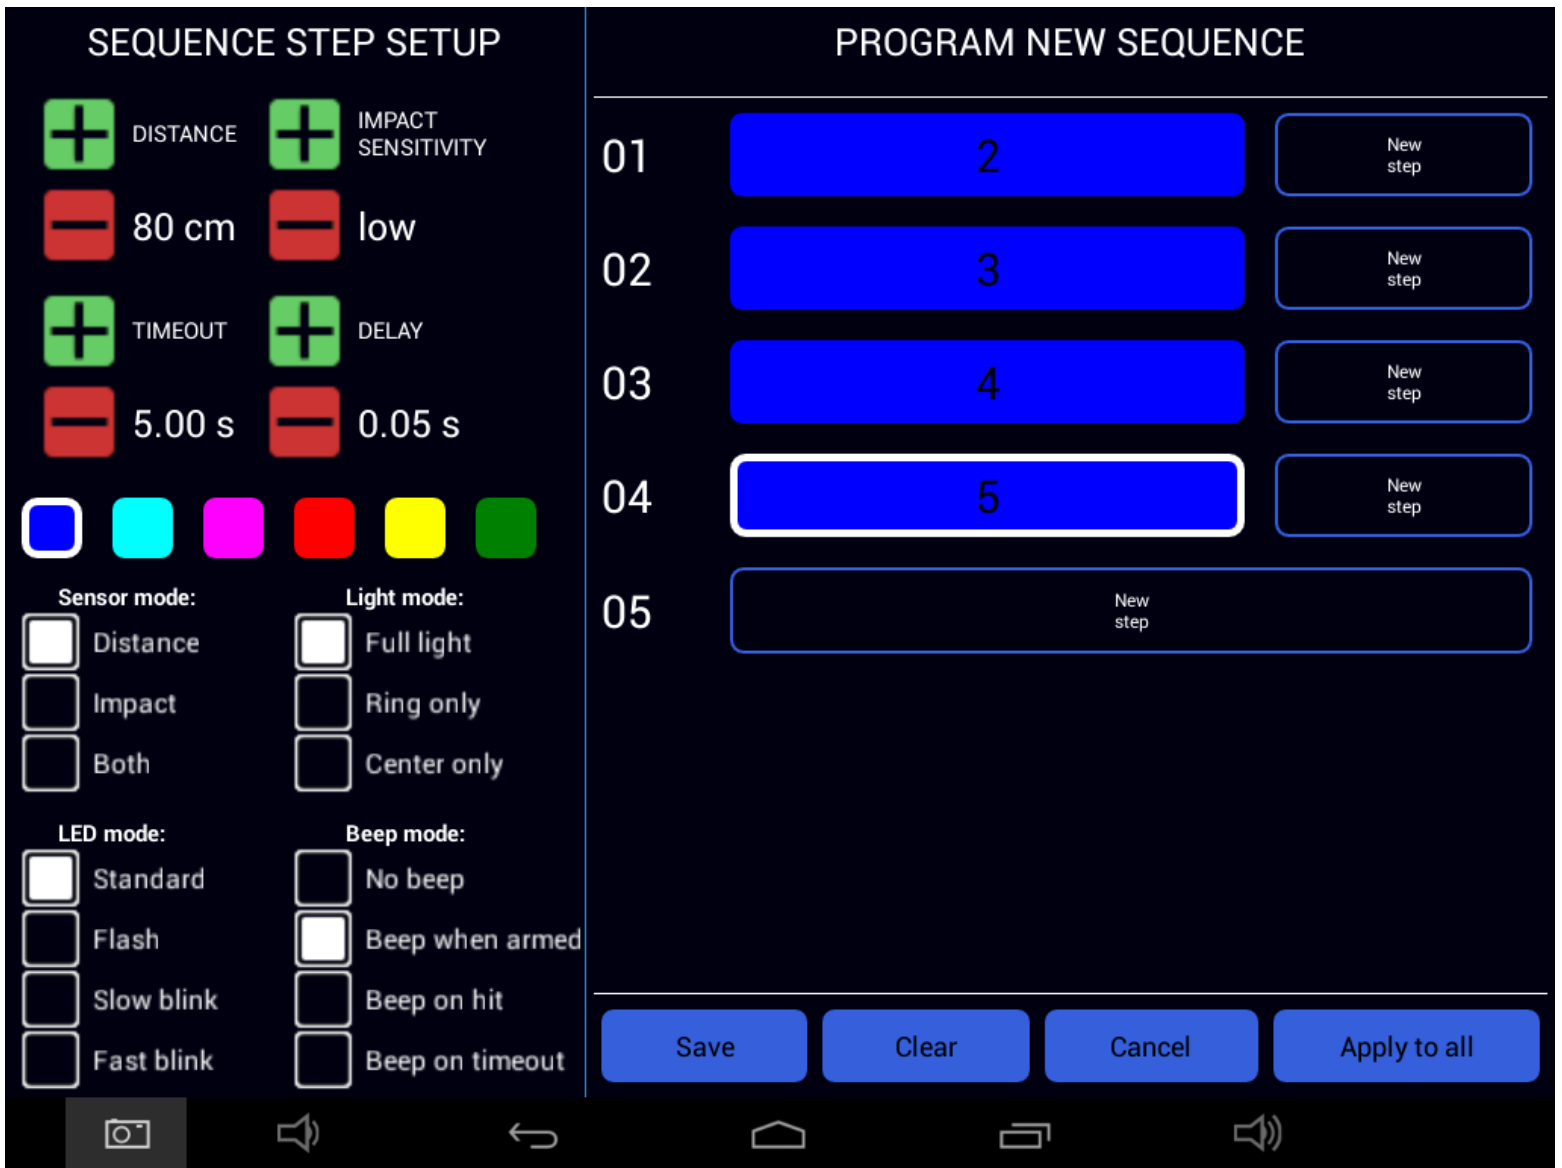 SEQUENCE STEP SETUP
DISTANCE
IMPACT
SENSITIVITY
80 cm
low
TIMEOUT
DELAY
5.00 s
0.05 s
Sensor mode:
Light mode:
Distance
Full light
Impact
Ring only
Both
Center only
LED mode:
Beep mode:
Standard
No beep
Flash
Beep when armed
Slow blink
Beep on hit
Fast blink
Beep on timeout
PROGRAM NEW SEQUENCE
01
2
New
step
02
3
New
step
03
4
New
step
04
5
New
step
05
New
step
Save
Clear
Cancel
Apply to all